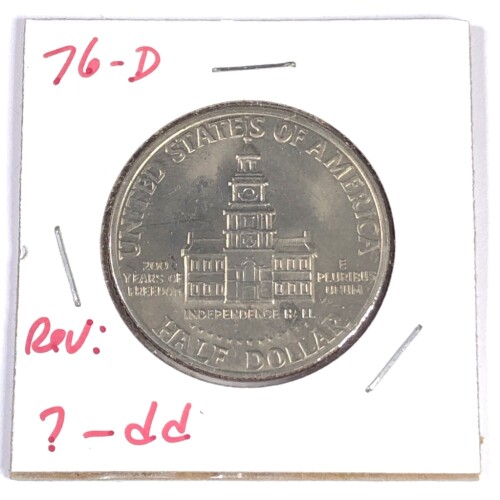 76-D
UNITED STATES OF AMERICA
200 YEARS OF FREEDOM
E PLURIBUS UNUM
INDEPENDENCE HALL
HALF DOLLAR
Rev:
? - dd